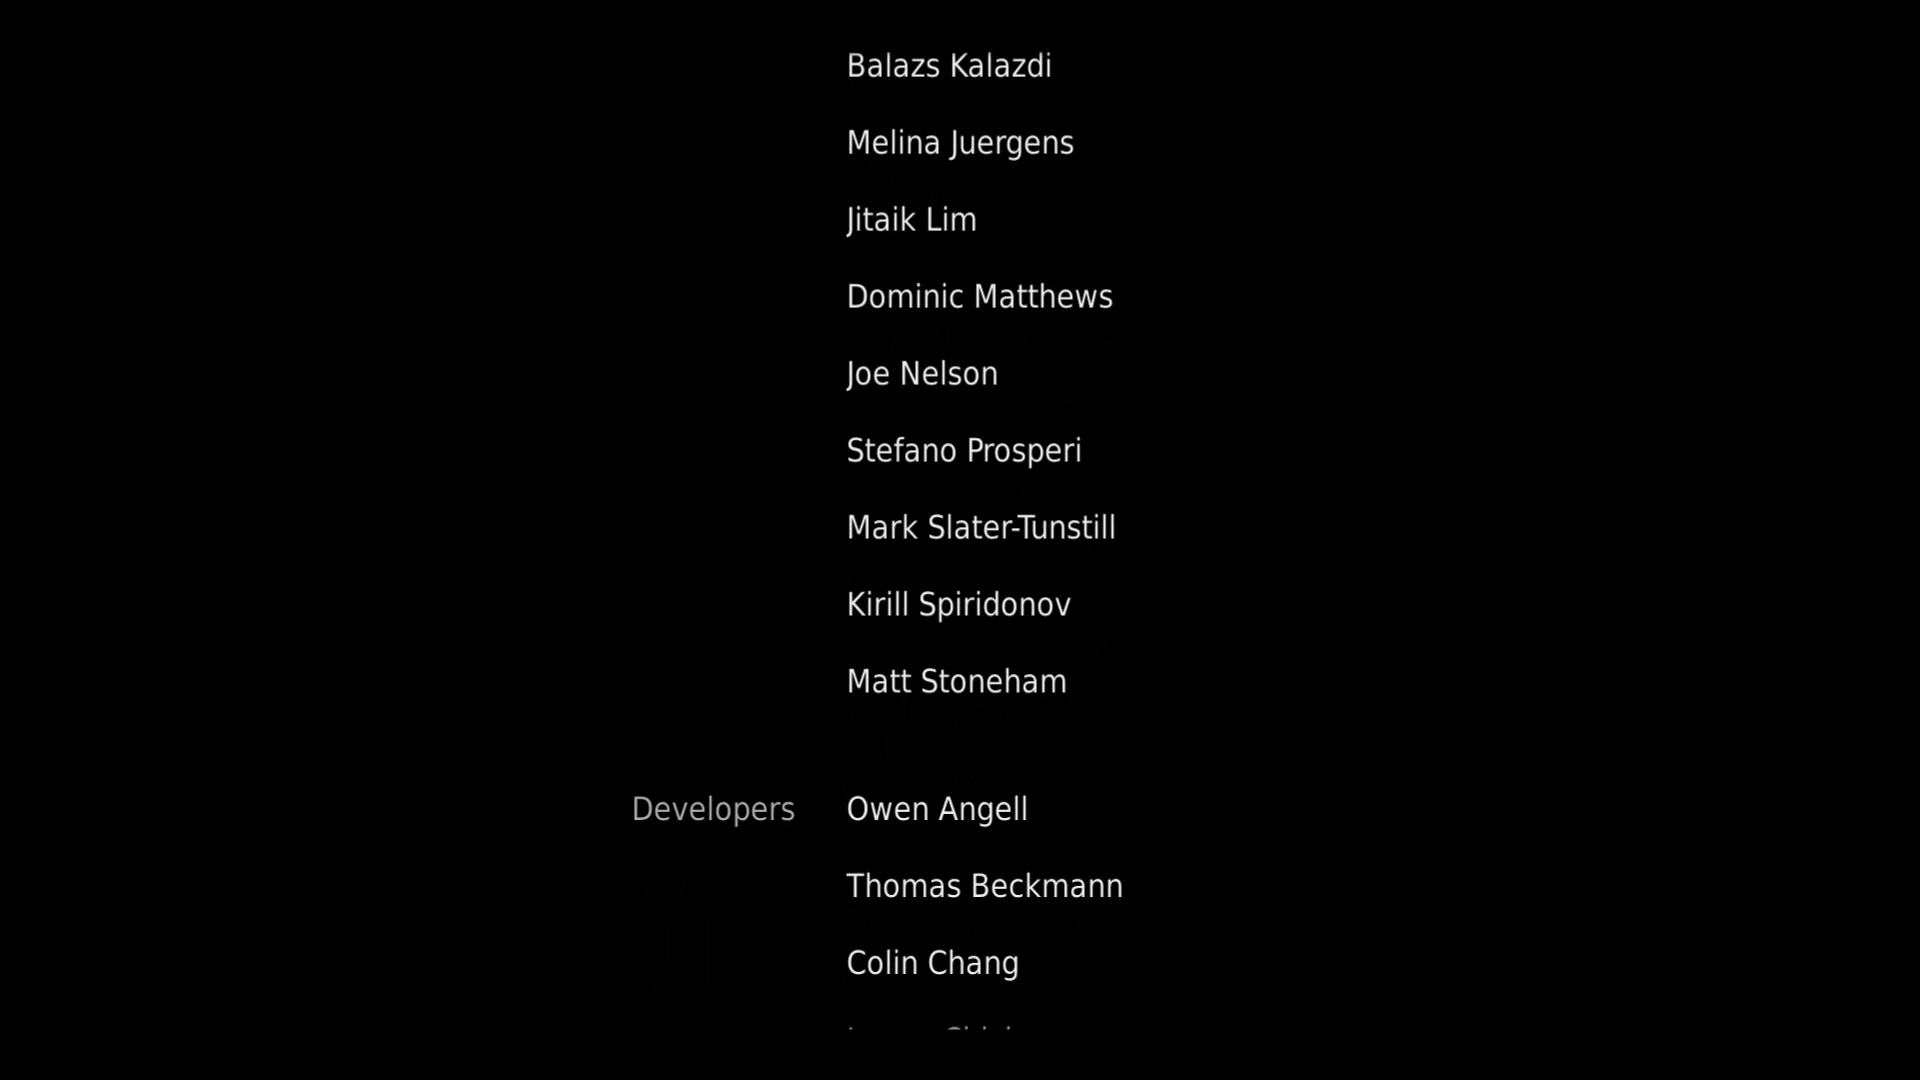 Balazs Kalazdi
Melina Juergens
Jitaik Lim
Dominic Matthews
Joe Nelson
Stefano Prosperi
Mark Slater-Tunstill
Kirill Spiridonov
Matt Stoneham
Developers Owen Angell
Thomas Beckmann
Colin Chang